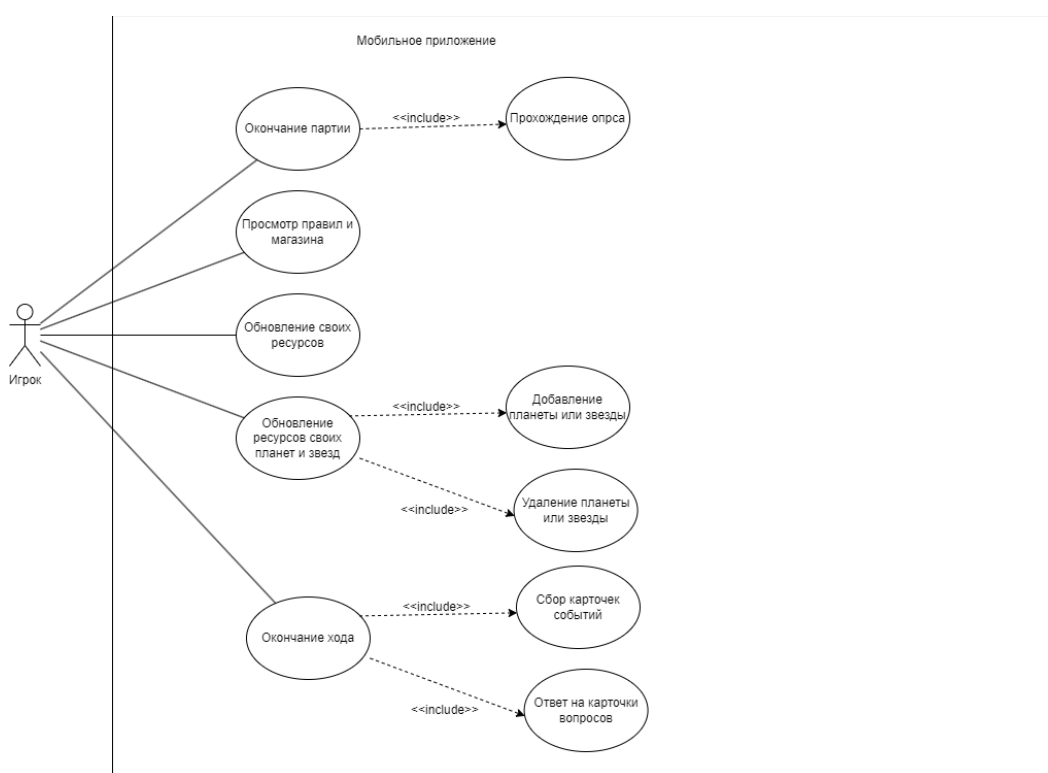 Мобильное приложение
Окончание партии
<<include>>
Прохождение опрса
Просмотр правил и
магазина
Обновление своих
ресурсов
Игрок
Обновление
ресурсов своих
планет и звезд
<<include>>
Добавление
планеты или звезды
<<include>>
Удаление планеты
или звезды
Окончание хода
<<include>>
Сбор карточек
событий
<<include>>
Ответ на карточки
вопросов